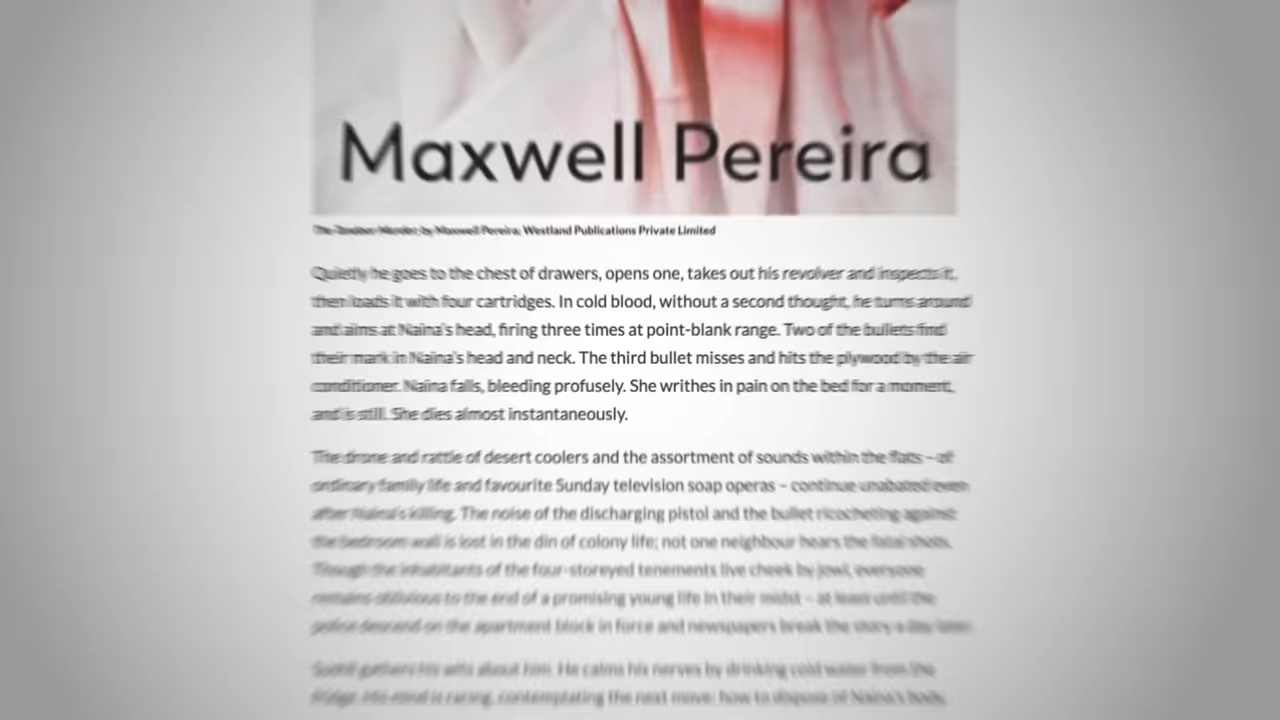 Maxwell Pereira
The Tandoor Murder by Maxwell Pereira, Westland Publications Private Limited
Quietly he goes to the chest of drawers, opens one, takes out his revolver and inspects it,
then loads it with four cartridges. In cold blood, without a second thought, he turns around
and aims at Naina's head, firing three times at point-blank range. Two of the bullets find
their mark in Naina's head and neck. The third bullet misses and hits the plywood by the air
conditioner. Naina falls, bleeding profusely. She writhes in pain on the bed for a moment,
and is still. She dies almost instantaneously.
The drone and rattle of desert coolers and the assortment of sounds within the flats – of
ordinary family life and favourite Sunday television soap operas – continue unabated even
after Naina's killing. The noise of the discharging pistol and the bullet ricocheting against
the bedroom wall is lost in the din of colony life; not one neighbour hears the fatal shots.
Though the inhabitants of the four-storeyed tenements live cheek by jowl, everyone
remains oblivious to the end of a promising young life in their midst – at least until the
police descend on the apartment block in force and newspapers break the story a day later.
Sushil gathers his wits about him. He calms his nerves by drinking cold water from the
fridge. His mind is racing, contemplating the next move: how to dispose of Naina's body.